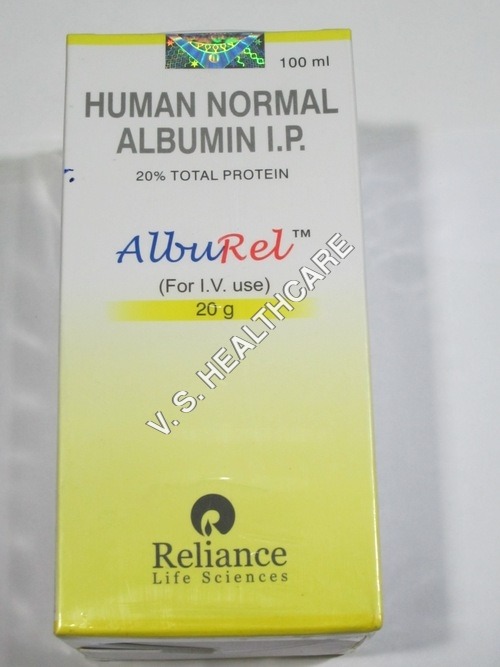 100 ml
HUMAN NORMAL
ALBUMIN I.P.
20% TOTAL PROTEIN
AlbuRel™
(For I.V. use)
20 g
V. S. HEALTHCARE
Reliance
Life Sciences